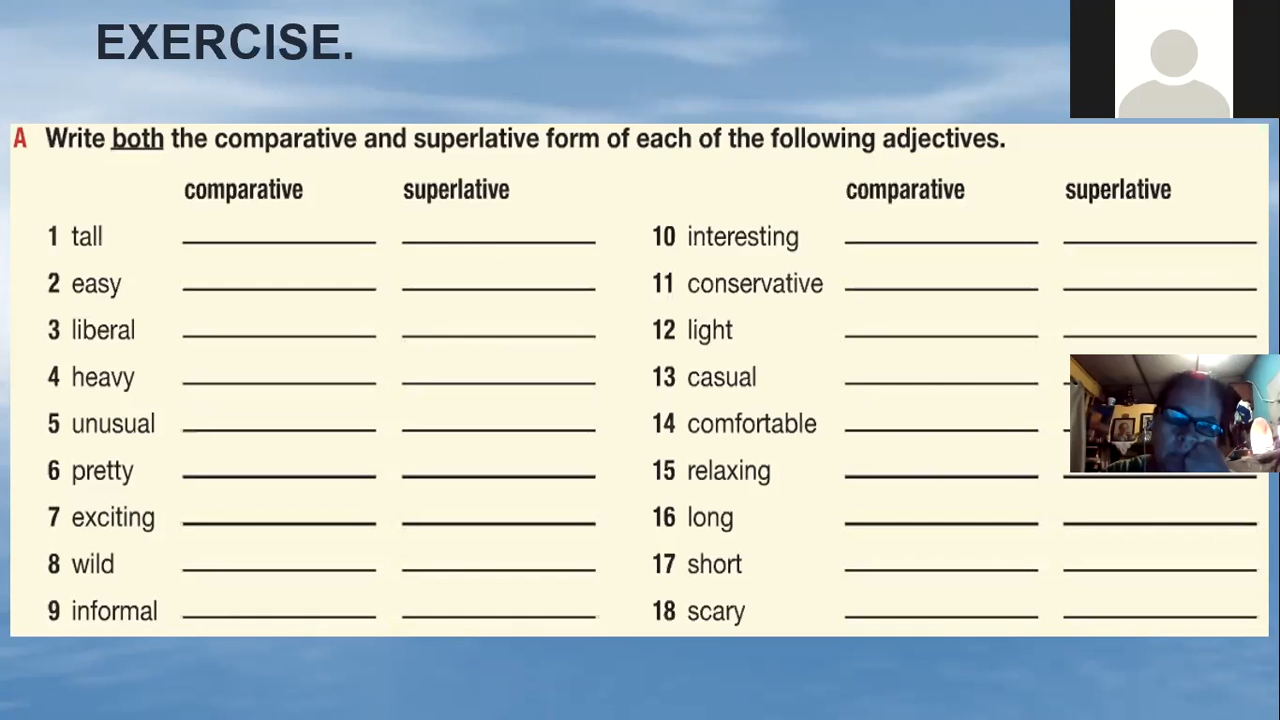 EXERCISE.
A Write both the comparative and superlative form of each of the following adjectives.
comparative superlative comparative superlative
1 tall 10 interesting
2 easy 11 conservative
3 liberal 12 light
4 heavy 13 casual
5 unusual 14 comfortable
6 pretty 15 relaxing
7 exciting 16 long
8 wild 17 short
9 informal 18 scary